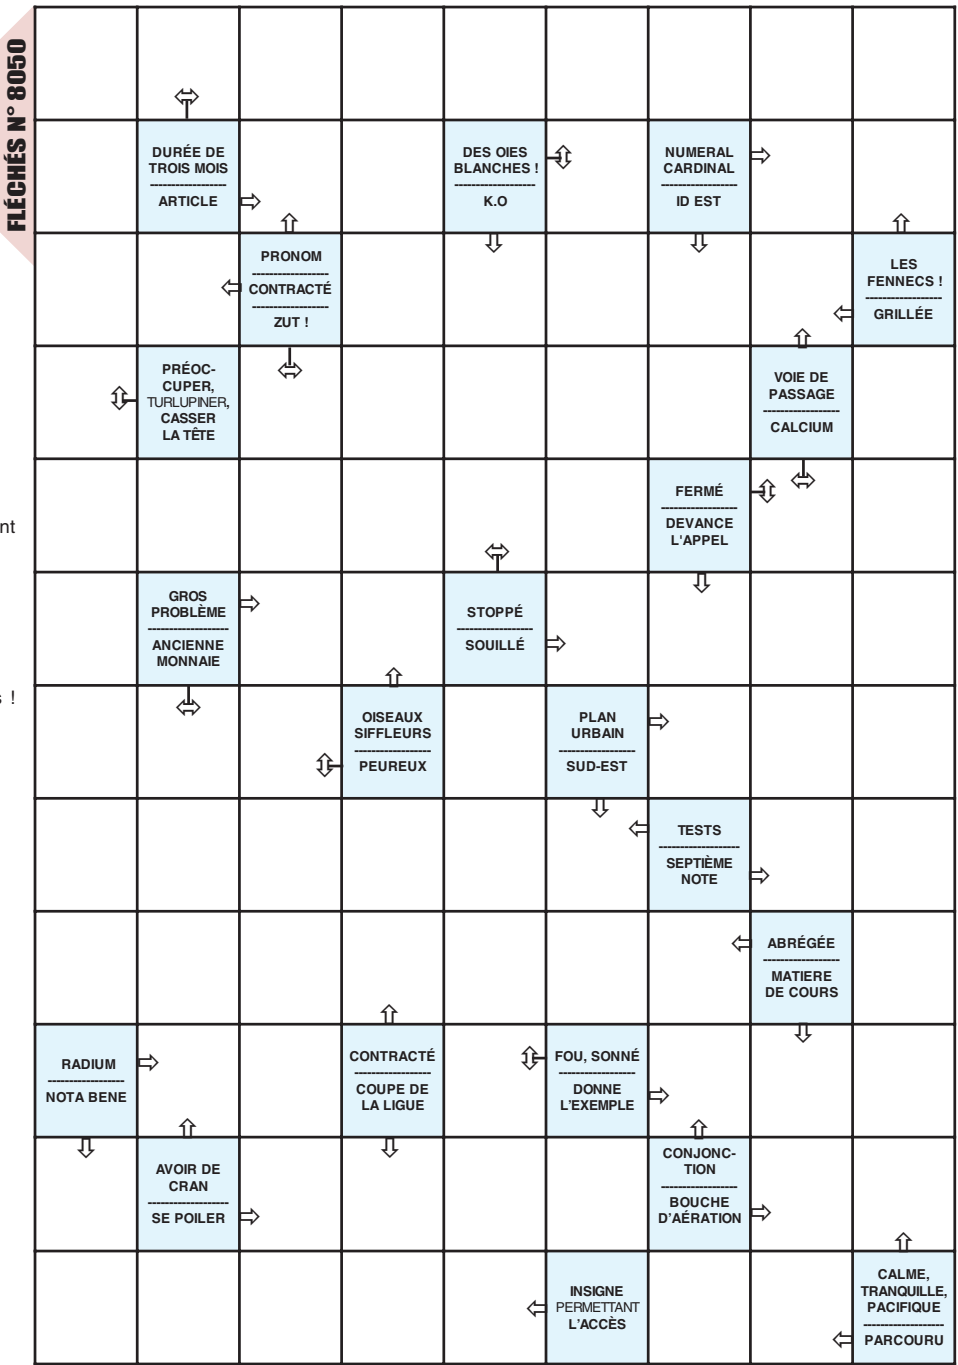 FLÉCHÉS N° 8050
DURÉE DE
TROIS MOIS
ARTICLE
DES OIES
BLANCHES !
K.O
NUMERAL
CARDINAL
ID EST
PRONOM
CONTRACTÉ
ZUT !
LES
FENNECS !
GRILLÉE
PRÉOC-
CUPER,
TURLUPINER,
CASSER
LA TÊTE
VOIE DE
PASSAGE
CALCIUM
FERMÉ
DEVANCE
L'APPEL
nt
GROS
PROBLÈME
ANCIENNE
MONNAIE
STOPPÉ
SOUILLÉ
s !
OISEAUX
SIFFLEURS
PEUREUX
PLAN
URBAIN
SUD-EST
TESTS
SEPTIÈME
NOTE
ABRÉGÉE
MATIERE
DE COURS
RADIUM
NOTA BENE
CONTRACTÉ
COUPE DE
LA LIGUE
FOU, SONNÉ
DONNE
L'EXEMPLE
AVOIR DE
CRAN
SE POILER
CONJONC-
TION
BOUCHE
D'AÉRATION
INSIGNE
PERMETTANT
L'ACCÈS
CALME,
TRANQUILLE,
PACIFIQUE
PARCOURU